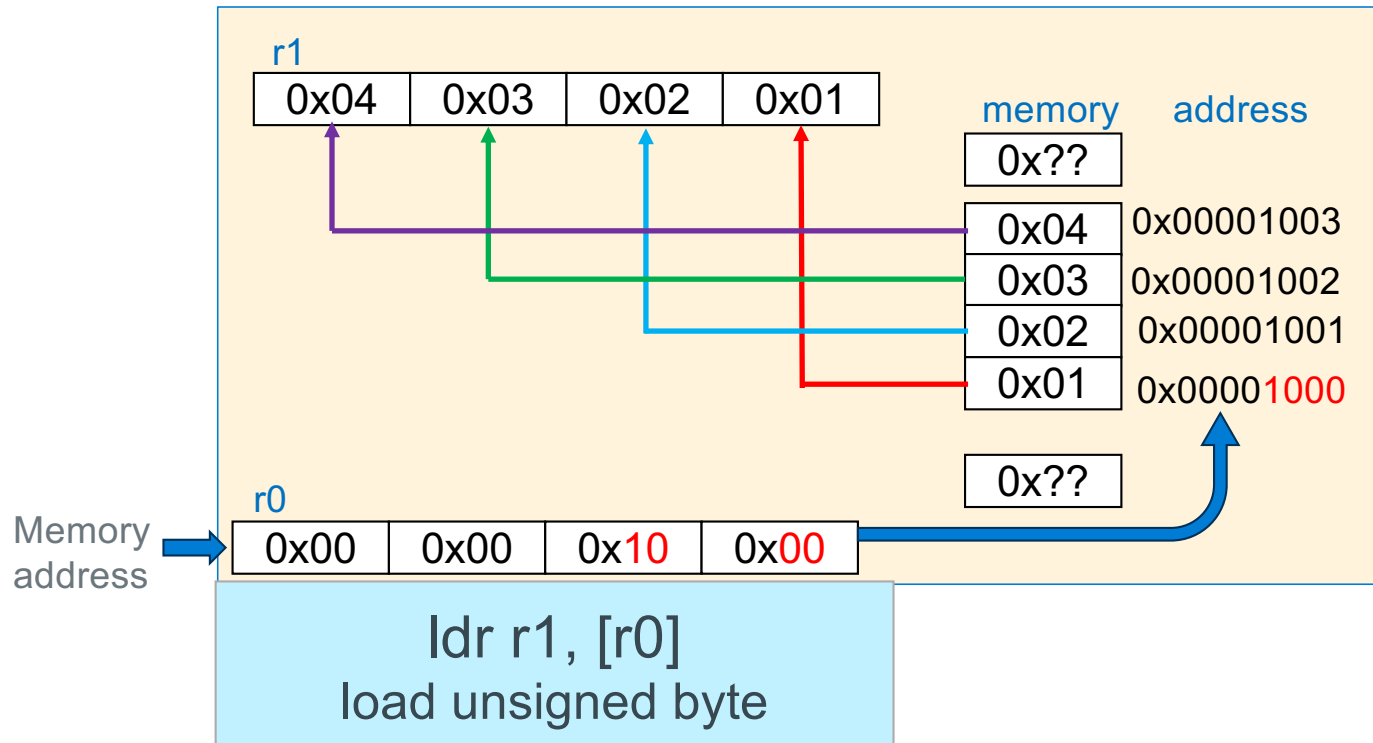 r1
0x04 0x03 0x02 0x01
memory address
0x??
0x04 0x00001003
0x03 0x00001002
0x02 0x00001001
0x01 0x00001000
0x??
r0
Memory
address
0x00 0x00 0x10 0x00
ldr r1, [r0]
load unsigned byte